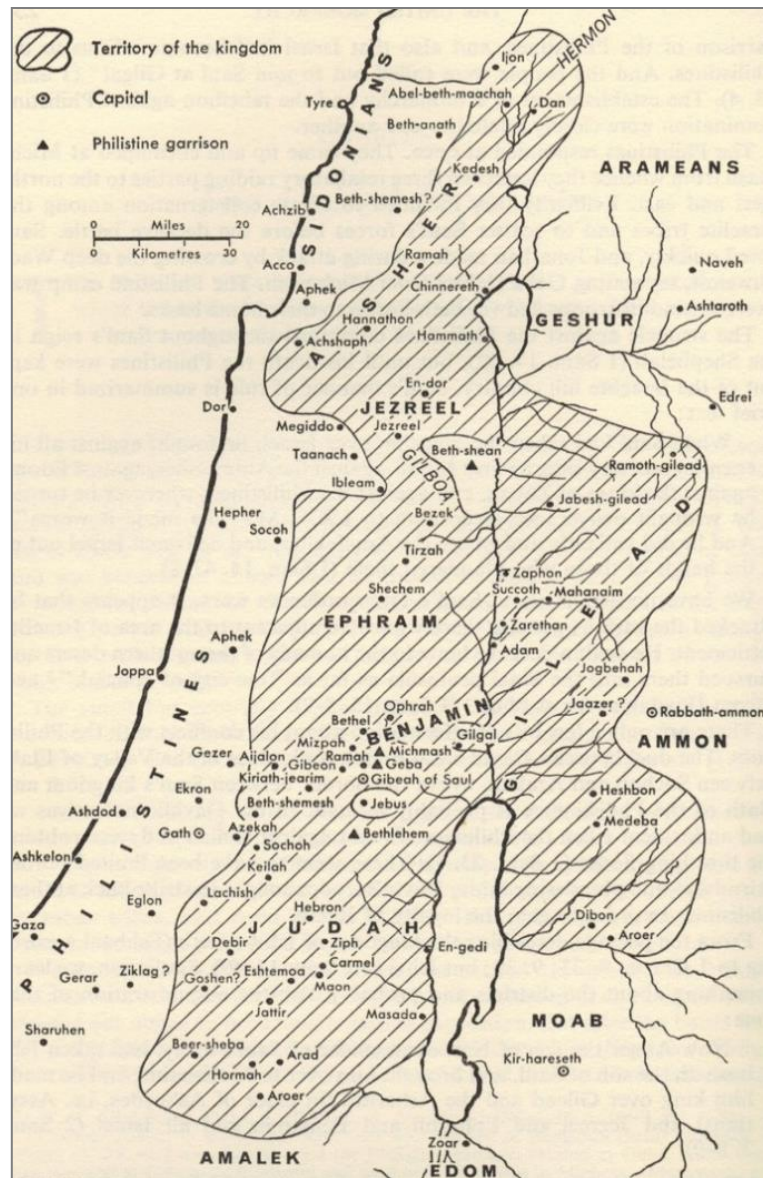 Territory of the kingdom
Capital
Philistine garrison
Miles
0 20
0 30
Kilometres
HERMON
Ijon
Abel-beth-maachah
Dan
Tyre
Beth-anath
SIDONIANS
ARAMEANS
Kedesh
Achzib
Beth-shemesh?
ASHER
Ramah
Acco
Naveh
Aphek
Chinnereth
Ashtaroth
Hannathon
GESHUR
Achshaph
Hammath
Edrei
En-dor
JEZREEL
Dor
Megiddo
Jezreel
Beth-shean
Taanach
GILBOA
Ramoth-gilead
Ibleam
Jabesh-gilead
Hepher
Bezek
Socoh
Tirzah
GILEAD
Zaphon
Shechem
Succoth
Mahanaim
EPHRAIM
Zarethan
Adam
Aphek
Jogbehah
Joppa
Jaazer?
Ophrah
Rabbath-ammon
Bethel
BENJAMIN
AMMON
Mizpah
Michmash
Gilgal
Gezer
Aijalon
Ramah
Geba
Gibeon
Kiriath-jearim
Gibeah of Saul
Ekron
Beth-shemesh
Jebus
Heshbon
Ashdod
Azekah
Medeba
Gath
Bethlehem
Sochoh
Ashkelon
Keilah
PHILISTINES
Lachish
Eglon
Hebron
Dibon
Gaza
JUDAH
Aroer
Debir
Ziph
En-gedi
Carmel
Ziklag?
Goshen?
Eshtemoa
Gerar
Maon
Jattir
Masada
MOAB
Sharuhen
Beer-sheba
Arad
Kir-hareseth
Hormah
Aroer
Zoar
AMALEK
EDOM